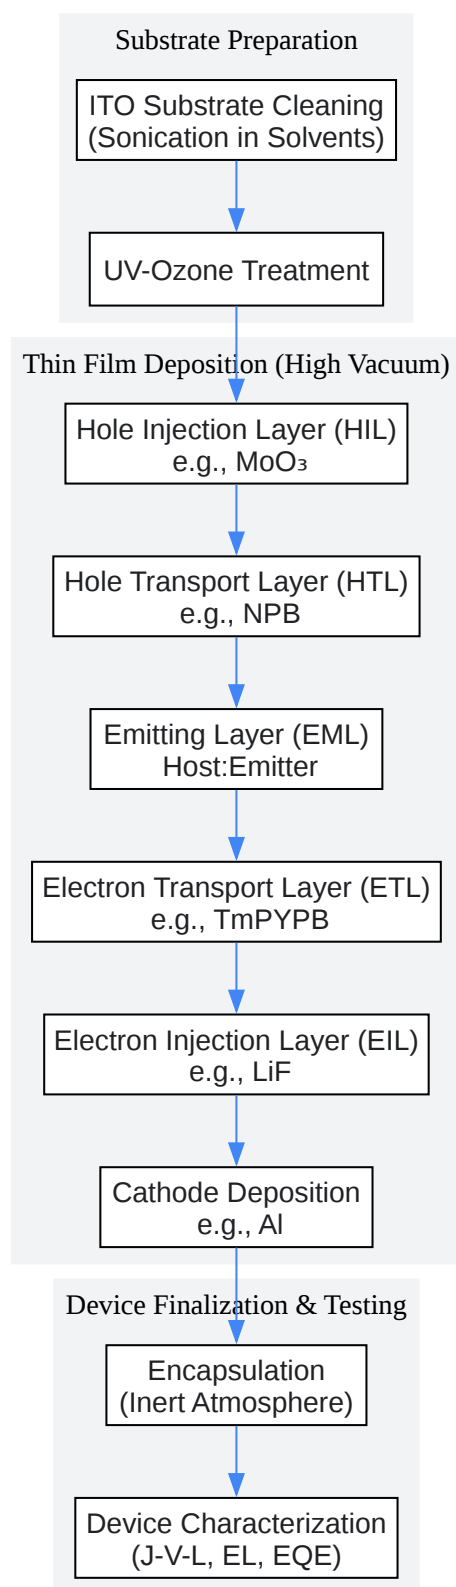 Substrate Preparation
ITO Substrate Cleaning
(Sonication in Solvents)
UV-Ozone Treatment
Thin Film Deposition (High Vacuum)
Hole Injection Layer (HIL)
e.g., MoO₃
Hole Transport Layer (HTL)
e.g., NPB
Emitting Layer (EML)
Host:Emitter
Electron Transport Layer (ETL)
e.g., TmPYPB
Electron Injection Layer (EIL)
e.g., LiF
Cathode Deposition
e.g., Al
Device Finalization & Testing
Encapsulation
(Inert Atmosphere)
Device Characterization
(J-V-L, EL, EQE)